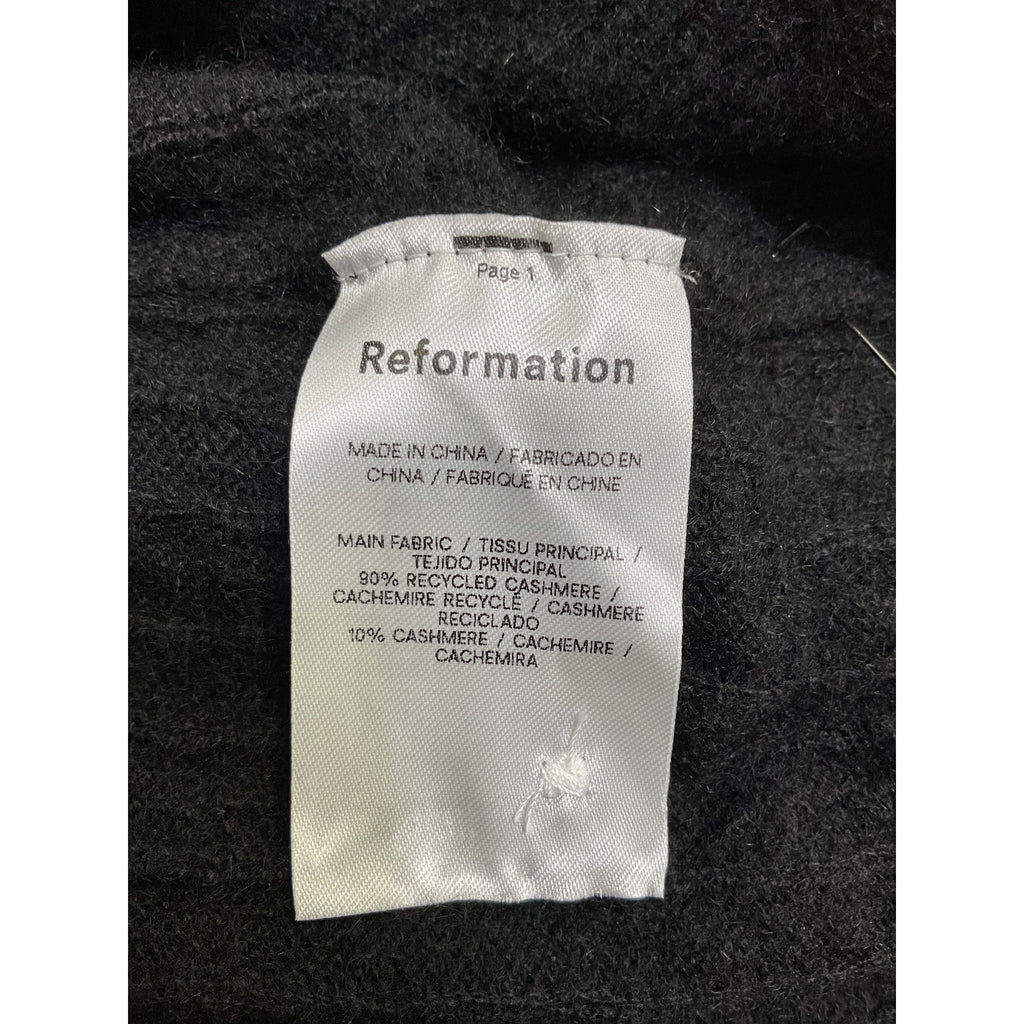 Page 1
Reformation
MADE IN CHINA / FABRICADO EN
CHINA / FABRIQUÉ EN CHINE
MAIN FABRIC / TISSU PRINCIPAL /
TEJIDO PRINCIPAL
90% RECYCLED CASHMERE /
CACHEMIRE RECYCLÉ / CASHMERE
RECICLADO
10% CASHMERE / CACHEMIRE /
CACHEMIRA